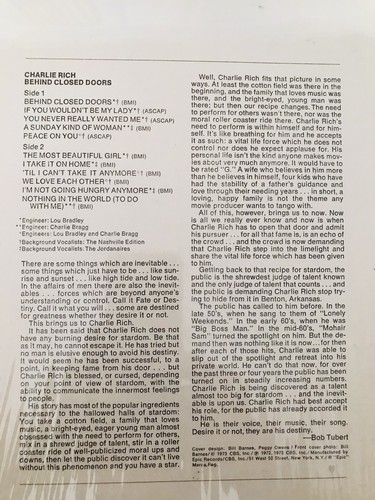 CHARLIE RICH
BEHIND CLOSED DOORS
Side 1
BEHIND CLOSED DOORS*† (BMI)
IF YOU WOULDN'T BE MY LADY*† (ASCAP)
YOU NEVER REALLY WANTED ME*† (ASCAP)
A SUNDAY KIND OF WOMAN**‡ (BMI)
PEACE ON YOU*† (ASCAP)
Side 2
THE MOST BEAUTIFUL GIRL*† (BMI)
I TAKE IT ON HOME*‡ (BMI)
'TIL I CAN'T TAKE IT ANYMORE (BMI)
WE LOVE EACH OTHER (BMI)
I'M NOT GOING HUNGRY ANYMORE*‡ (BMI)
NOTHING IN THE WORLD (TO DO
WITH ME)**† (BMI)
*Engineer: Lou Bradley
**Engineer: Charlie Bragg
Engineer: Lou Bradley and Charlie Bragg
†Background Vocalists: The Nashville Edition
‡Background Vocalists: The Jordanaires
There are some things that are inevitable . . .
some things which just have to be . . . like sun-
rise and sunset . . . like high tide and low tide.
In the affairs of men there are also the inevit-
ables . . . forces which are beyond anyone's
understanding or control. Call it Fate or Des-
tiny. Call it what you will . . . some are destined
for greatness whether they desire it or not.
This brings us to Charlie Rich.
It has been said that Charlie Rich does not
have any burning desire for stardom. Be that
as it may, he cannot escape it. He has tried but
no man is elusive enough to avoid his destiny.
It would seem he has been successful, to a
point, in keeping fame from his door . . . but
Charlie Rich is blessed, or cursed, depending
on your point of view of stardom, with the
ability to communicate the innermost feelings
to people.
His story has most of the popular ingredients
necessary to the hallowed halls of stardom:
You take a cotton field, a family that loves
music, a bright-eyed, eager young man almost
obsessed with the need to perform for others,
mix in a shrewd judge of talent, stir in a roller
coaster ride of well-publicized moral ups and
downs, then let the public discover it can't live
without this phenomenon and you have a star.
Well, Charlie Rich fits that picture in some
ways. At least the cotton field was there in the
beginning, and the family that loves music was
there, and the bright-eyed, young man was
there; but then our recipe changes. The need
to perform for others wasn't there, nor was the
moral roller coaster ride there. Charlie Rich's
need to perform is within himself and for him-
self. It's like breathing for him and he accepts
it as such: a vital life force which he does not
control nor does he expect applause for. His
personal life isn't the kind anyone makes mov-
ies about very much anymore. It would have to
be rated "G." A wife who believes in him more
than he believes in himself, four kids who have
had the stability of a father's guidance and
love through their needing years . . . in short, a
loving, happy family is not the theme any
movie producer wants to tango with.
All of this, however, brings us to now. Now
is all we really ever know and now is when
Charlie Rich has to open that door and admit
his pursuer . . . for all that fame is, is an echo of
the crowd . . . and the crowd is now demanding
that Charlie Rich step into the limelight and
share the vital life force which has been given
to him.
Getting back to that recipe for stardom, the
public is the shrewdest judge of talent known
and the only judge of talent that counts . . . and
the public is demanding Charlie Rich stop try-
ing to hide from it in Benton, Arkansas.
The public has called to him before. In the
late 50's, when he sang to them of "Lonely
Weekends." In the early 60's, when he was
"Big Boss Man." In the mid-60's, "Mohair
Sam" turned the spotlight on him. But the de-
mand then was nothing like it is now . . . for then
after each of those hits, Charlie was able to
slip out of the spotlight and retreat into his
private world. He can't do that now, for over
the past three or four years the public has been
turned on in steadily increasing numbers.
Charlie Rich is being discovered as a talent
almost too big for stardom . . . and the inevit-
able is upon us. Charlie Rich had best accept
his role, for the public has already accorded it
to him.
He is their voice, their music, their song.
Desire it or not, they are his destiny.
—Bob Tubert
Cover design: Bill Barnes, Peggy Owens / Front cover photo: Bill
Barnes/